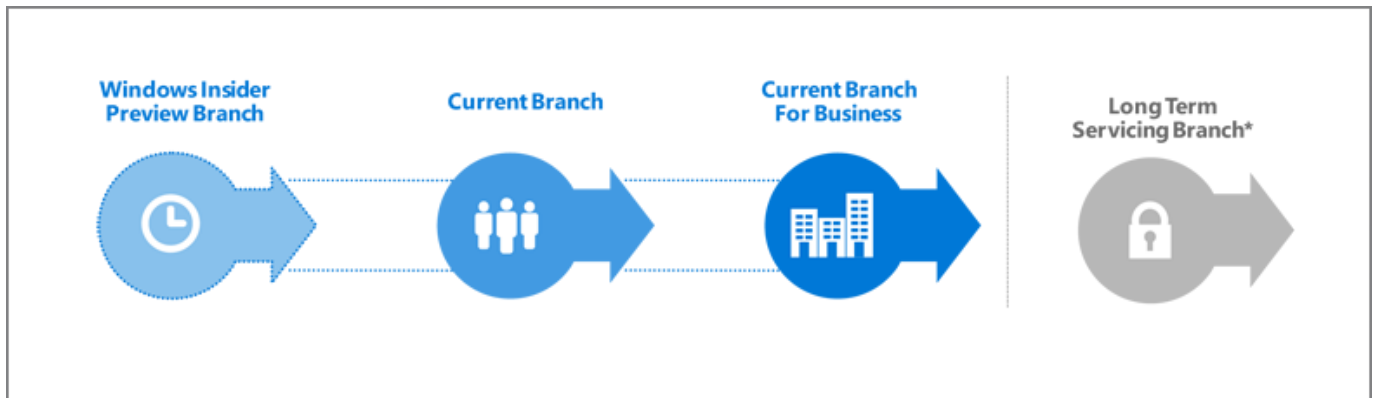 Windows Insider
Preview Branch
Current Branch
Current Branch
For Business
Long Term
Servicing Branch*